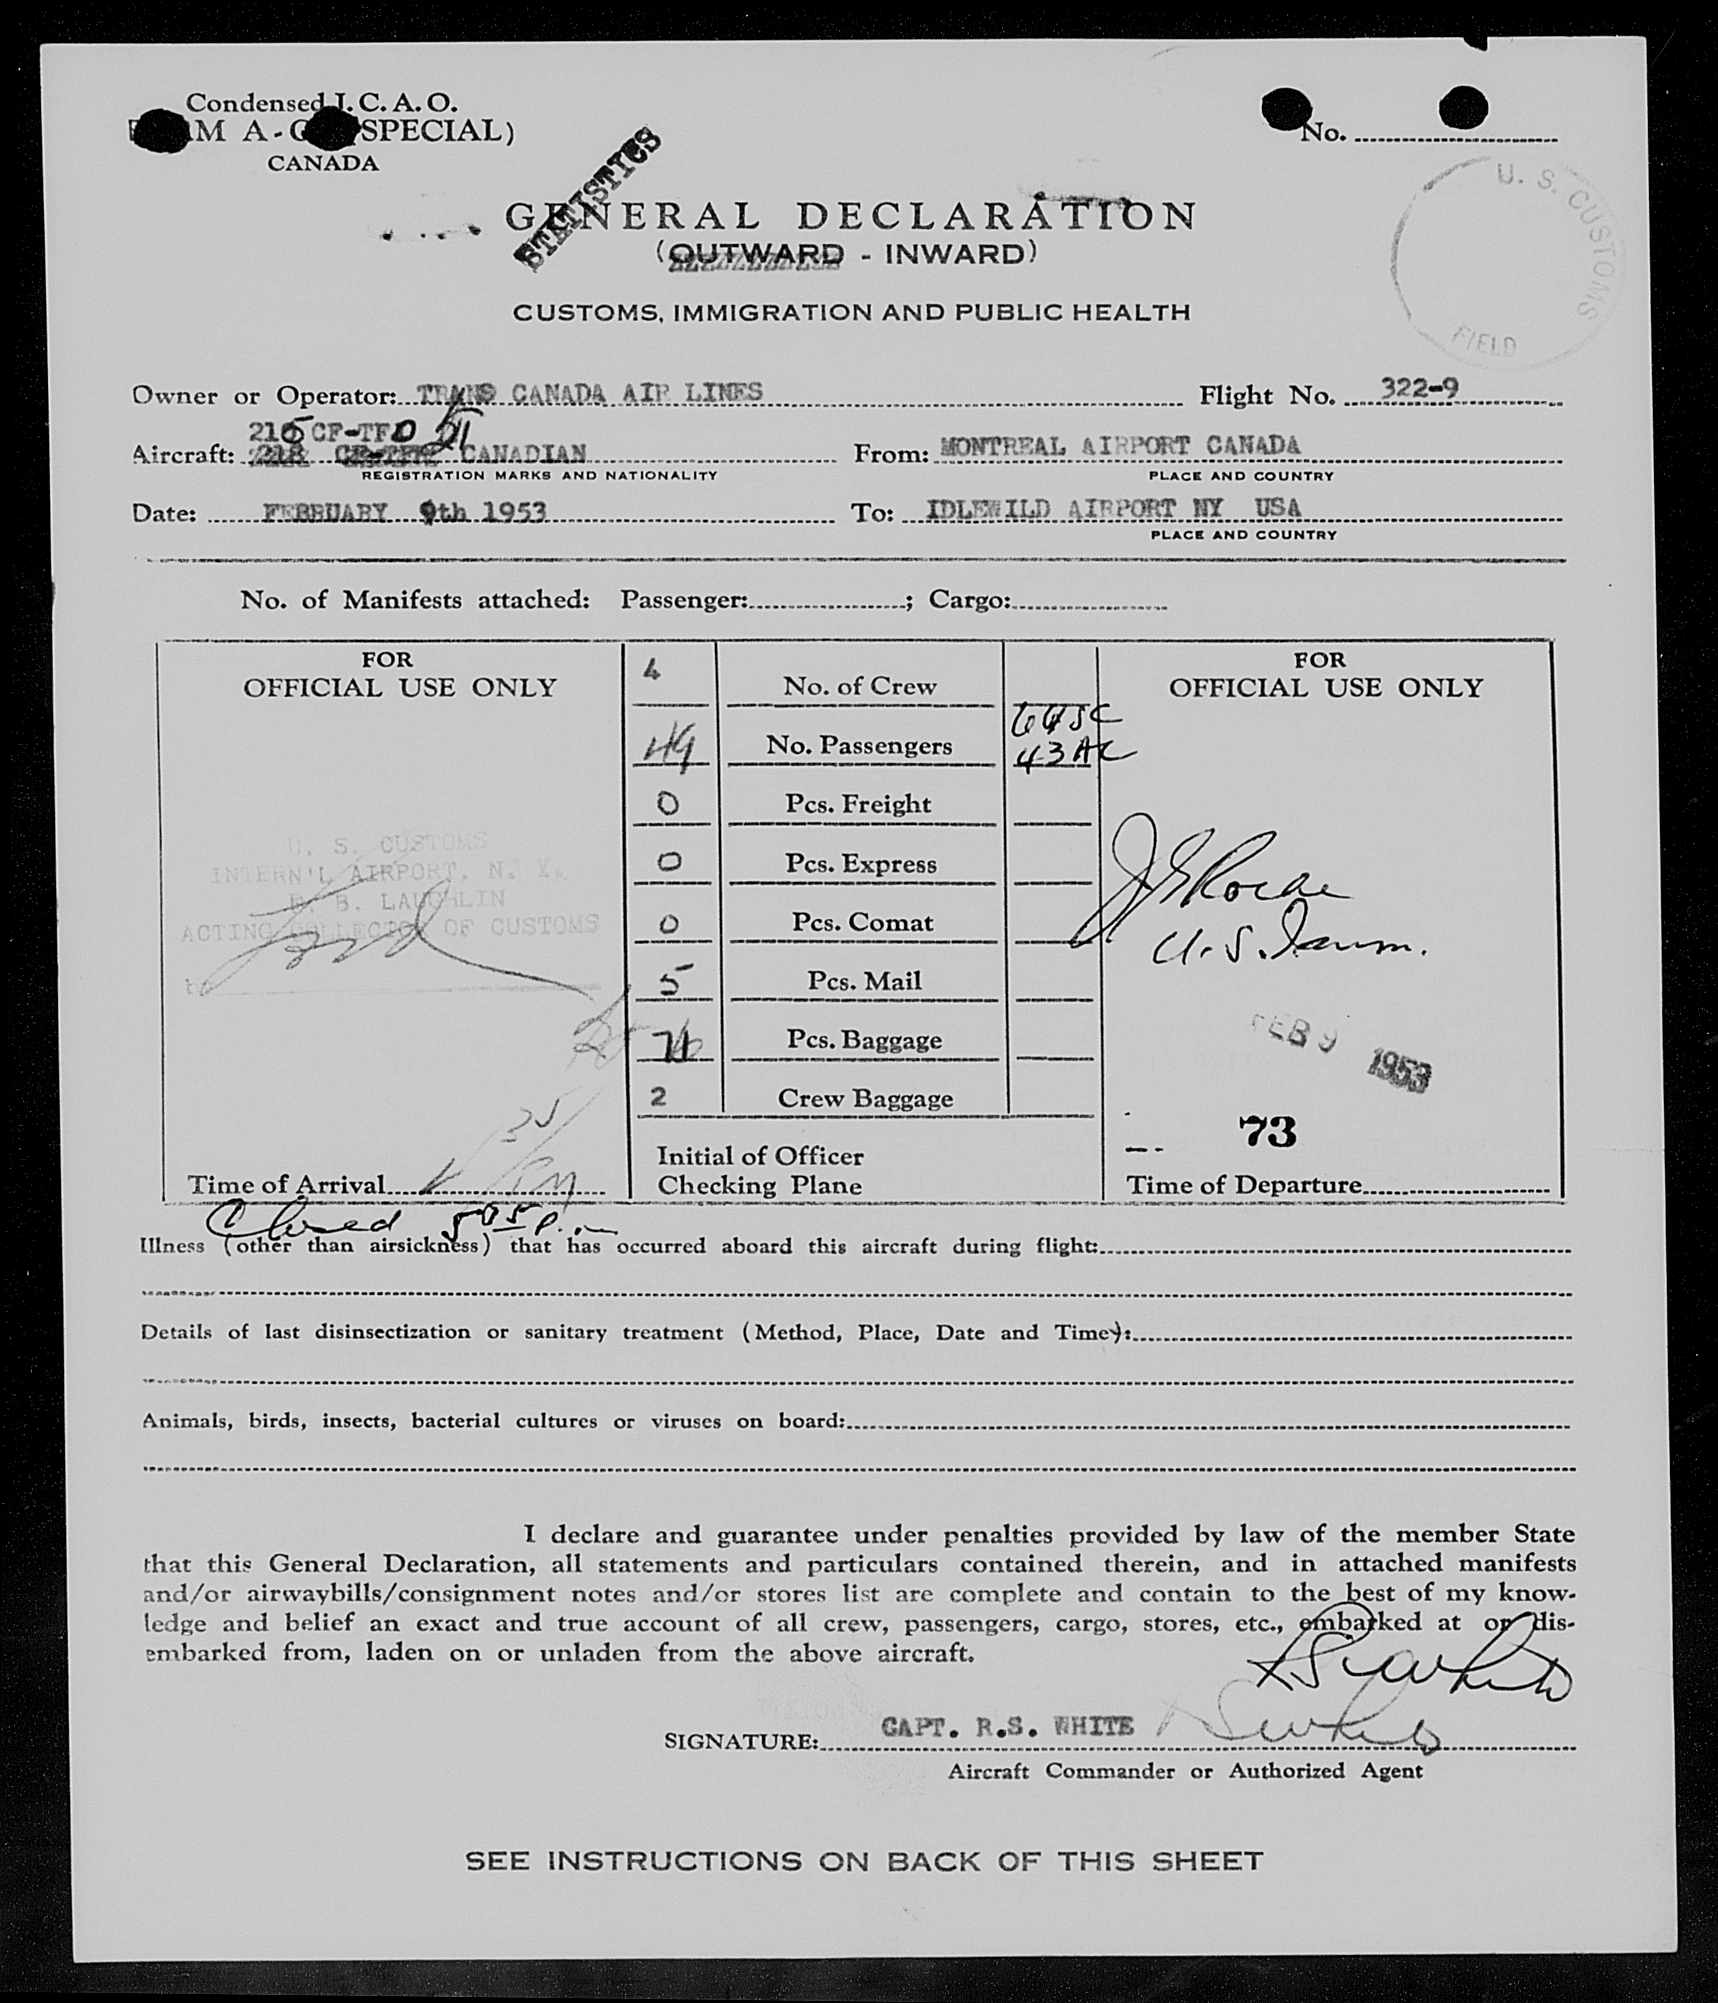 Condensed I. C. A. O.
M A - (SPECIAL)
CANADA
No.
STATISTICS
U. S. CUSTOMS
FIELD
GENERAL DECLARATION
(OUTWARD - INWARD)
CUSTOMS, IMMIGRATION AND PUBLIC HEALTH
Owner or Operator: TRANS CANADA AIR LINES Flight No. 322-9
215 CF-TFO
Aircraft: 218 CANADIAN From: MONTREAL AIRPORT CANADA
REGISTRATION MARKS AND NATIONALITY PLACE AND COUNTRY
Date: FEBRUARY 9th 1953 To: IDLEWILD AIRPORT NY USA
PLACE AND COUNTRY
No. of Manifests attached: Passenger: ; Cargo:
FOR
OFFICIAL USE ONLY
U. S. CUSTOMS
INTERN'L AIRPORT, N. Y.
B. LAUGHLIN
ACTING COLLECTOR OF CUSTOMS
Time of Arrival
4 No. of Crew
49 No. Passengers
43 AC
0 Pcs. Freight
0 Pcs. Express
0 Pcs. Comat
5 Pcs. Mail
71 Pcs. Baggage
2 Crew Baggage
Initial of Officer
Checking Plane
FOR
OFFICIAL USE ONLY
U.S. Imm.
FEB 9 1953
73
Time of Departure
Closed 5 05 p.m
Illness (other than airsickness) that has occurred aboard this aircraft during flight:
Details of last disinsectization or sanitary treatment (Method, Place, Date and Time):
Animals, birds, insects, bacterial cultures or viruses on board:
I declare and guarantee under penalties provided by law of the member State
that this General Declaration, all statements and particulars contained therein, and in attached manifests
and/or airwaybills/consignment notes and/or stores list are complete and contain to the best of my know-
ledge and belief an exact and true account of all crew, passengers, cargo, stores, etc., embarked at or dis-
embarked from, laden on or unladen from the above aircraft.
RSWhite
SIGNATURE: CAPT. R.S. WHITE RSWhite
Aircraft Commander or Authorized Agent
SEE INSTRUCTIONS ON BACK OF THIS SHEET